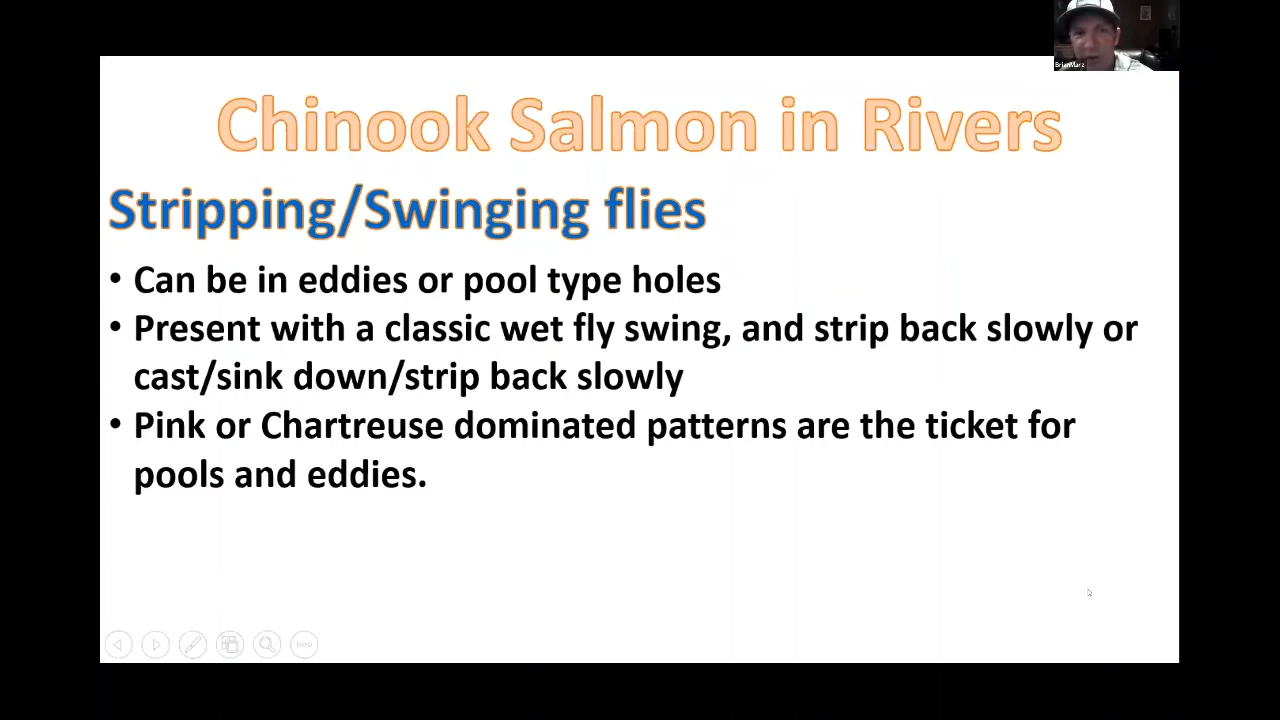 BrianMarz
Chinook Salmon in Rivers
Stripping/Swinging flies
• Can be in eddies or pool type holes
• Present with a classic wet fly swing, and strip back slowly or
cast/sink down/strip back slowly
• Pink or Chartreuse dominated patterns are the ticket for
pools and eddies.